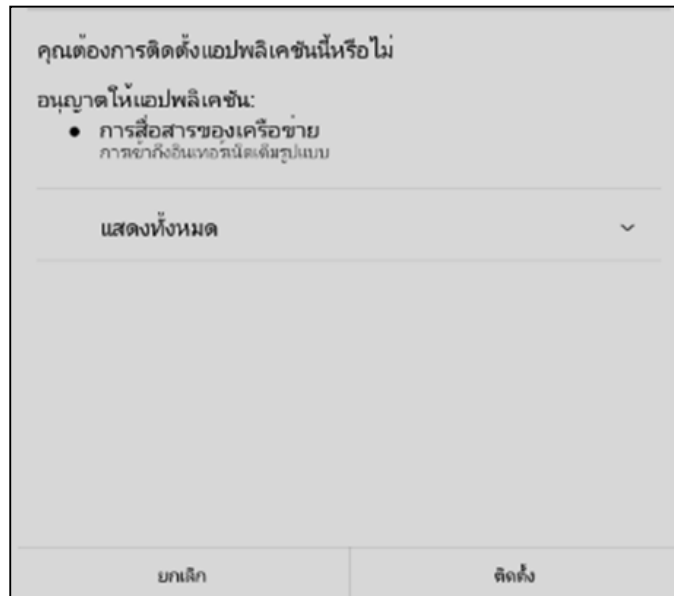 คุณต้องการติดตั้งแอปพลิเคชันนี้หรือไม่
อนุญาตให้แอปพลิเคชัน:
● การสื่อสารของเครือข่าย
การเข้าถึงอินเทอร์เน็ตเต็มรูปแบบ
แสดงทั้งหมด
ยกเลิก
ติดตั้ง